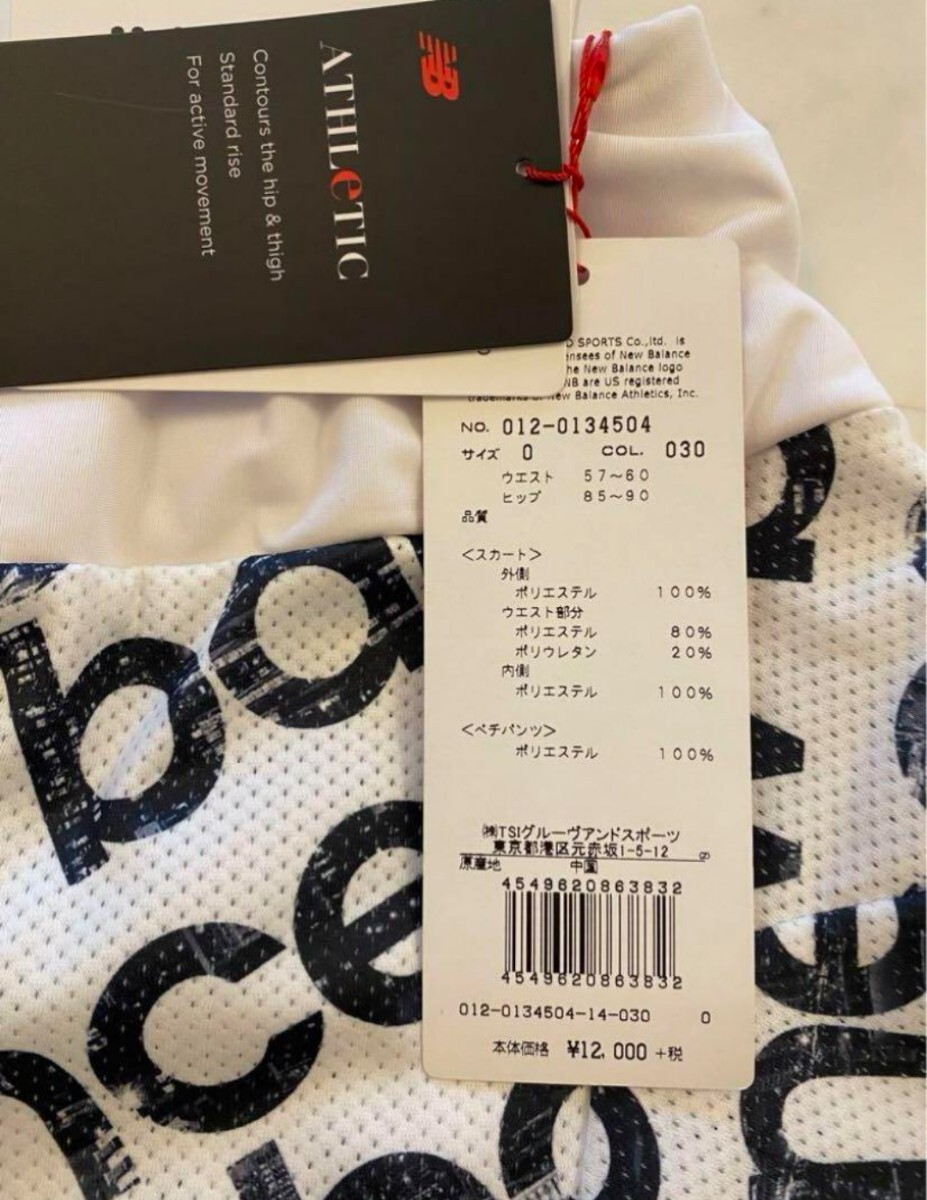 NB
ATHLeTIC
Contours the hip & thigh
Standard rise
For active movement
SPORTS Co.,ltd. is
of New Balance
New Balance logo
NB are US registered
New Balance Athletics, Inc.
NO. 012-0134504
サイズ 0 COL. 030
ウエスト 57～60
ヒップ 85～90
品質
<スカート>
外側
ポリエステル 100%
ウエスト部分
ポリエステル 80%
ポリウレタン 20%
内側
ポリエステル 100%
<ペチパンツ>
ポリエステル 100%
㈱TSIグルーヴアンドスポーツ
東京都港区元赤坂1-5-12
原産地 中国
4549620863832
4549620863832
012-0134504-14-030 0
本体価格 ¥12,000 +税
ba
ce